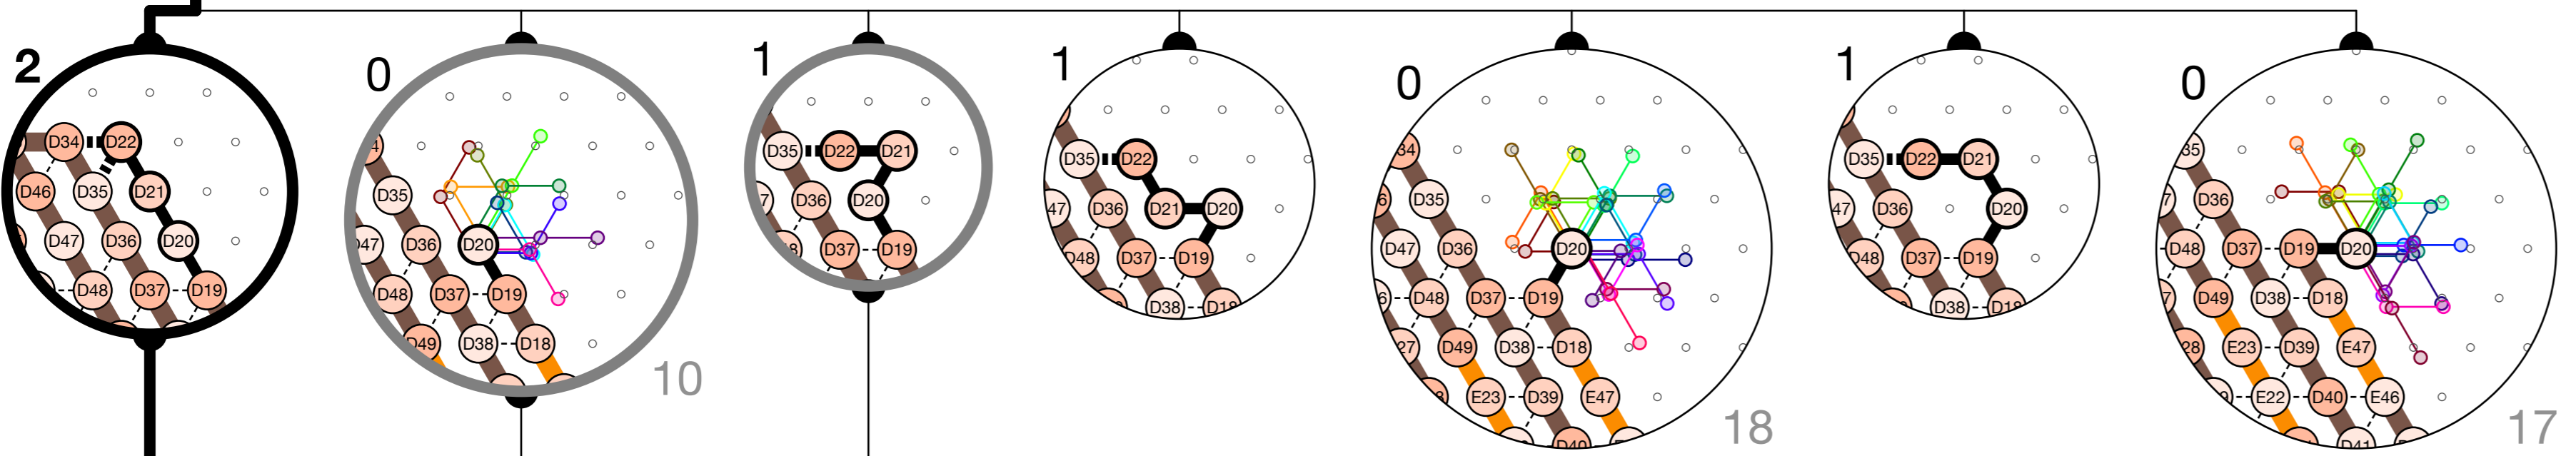 2
D34 D22
D46 D35 D21
D47 D36 D20
D48 D37 D19
0
D35
D47 D36 D20
D48 D37 D19
D49 D38 D18
10
1
D35 D22 D21
D36 D20
D37 D19
1
D35 D22
D36 D21 D20
D48 D37 D19
D38
0
D35
D47 D36 D20
D48 D37 D19
D49 D38 D18
E23 D39 E47
18
1
D35 D22 D21
D36 D20
D48 D37 D19
D38
0
D36
D48 D37 D19 D20
D49 D38 D18
E23 D39 E47
E22 D40 E46
17